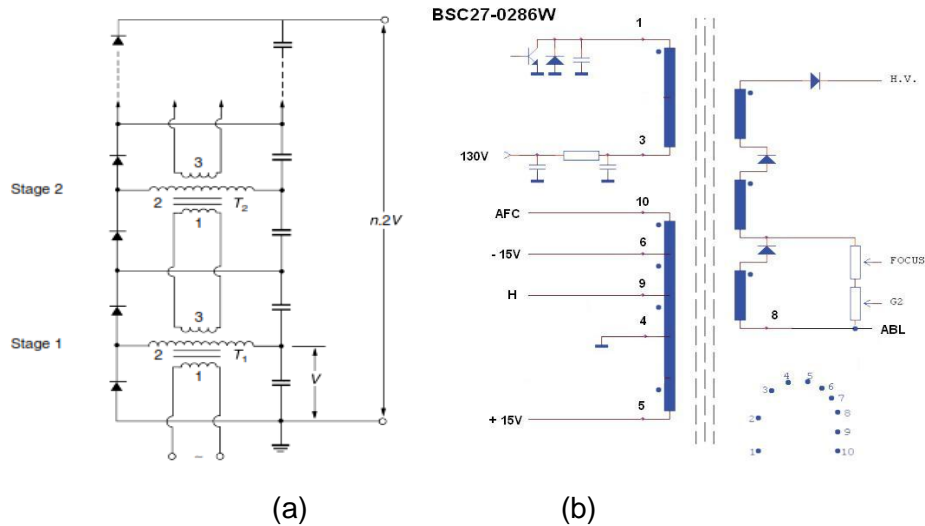 BSC27-0286W
Stage 2
Stage 1
3
2
T2
1
3
2
T1
1
V
n.2V
~
1
3
130V
AFC
10
- 15V
6
H
9
4
+ 15V
5
H.V.
FOCUS
G2
8
ABL
1
2
3
4
5
6
7
8
9
10
(a)
(b)